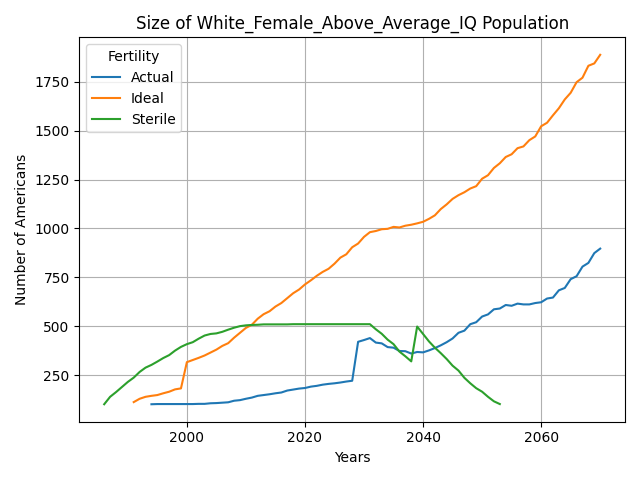 Size of White_Female_Above_Average_IQ Population
Fertility
Actual
Ideal
Sterile
Number of Americans
1750
1500
1250
1000
750
500
250
2000 2020 2040 2060
Years